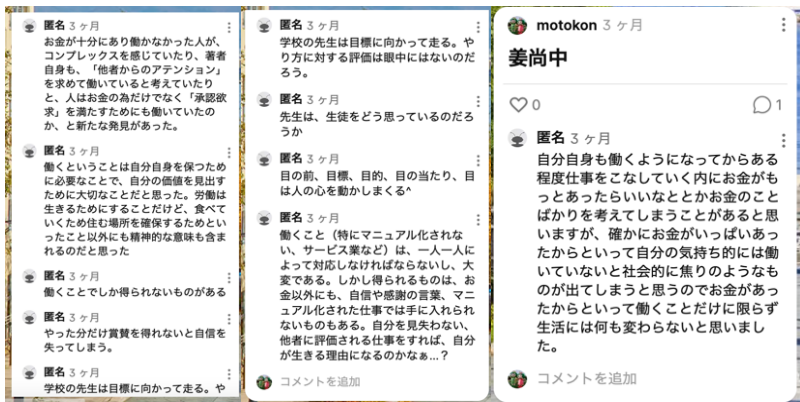 匿名 3 ヶ月
お金が十分にあり働かなかった人が、
コンプレックスを感じていたり、著者
自身も、「他者からのアテンション」
を求めて働いていると考えていたり
と、人はお金の為だけでなく「承認欲
求」を満たすためにも働いていたの
か、と新たな発見があった。
匿名 3 ヶ月
働くということは自分自身を保つため
に必要なことで、自分の価値を見出す
ために大切なことだと思った。労働は
生きるためにすることだけど、食べて
いくため住む場所を確保するためとい
ったこと以外にも精神的な意味も含ま
れるのだと思った
匿名 3 ヶ月
働くことでしか得られないものがある
匿名 3 ヶ月
やった分だけ賞賛を得れないと自信を
失ってしまう。
匿名 3 ヶ月
学校の先生は目標に向かって走る。や
匿名 3 ヶ月
学校の先生は目標に向かって走る。や
り方に対する評価は眼中にはないのだ
ろう。
匿名 3 ヶ月
先生は、生徒をどう思っているのだろ
うか
匿名 3 ヶ月
目の前、目標、目的、目の当たり、目
は人の心を動かしまくる^
匿名 3 ヶ月
働くこと（特にマニュアル化されな
い、サービス業など）は、一人一人に
よって対応しなければならないし、大
変である。しかし得られるものは、お
金以外にも、自信や感謝の言葉、マニ
ュアル化された仕事では手に入れられ
ないものもある。自分を見失わない、
他者に評価される仕事をすれば、自分
が生きる理由になるのかなぁ...？
コメントを追加
motokon 3 ヶ月
姜尚中
0
1
匿名 3 ヶ月
自分自身も働くようになってからある
程度仕事をこなしていく内にお金がも
っとあったらいいなととかお金のこと
ばかりを考えてしまうことがあると思
いますが、確かにお金がいっぱいあっ
たからといって自分の気持ち的には働
いていないと社会的に焦りのようなも
のが出てしまうと思うのでお金があっ
たからといって働くことだけに限らず
生活には何も変わらないと思いまし
た。
コメントを追加